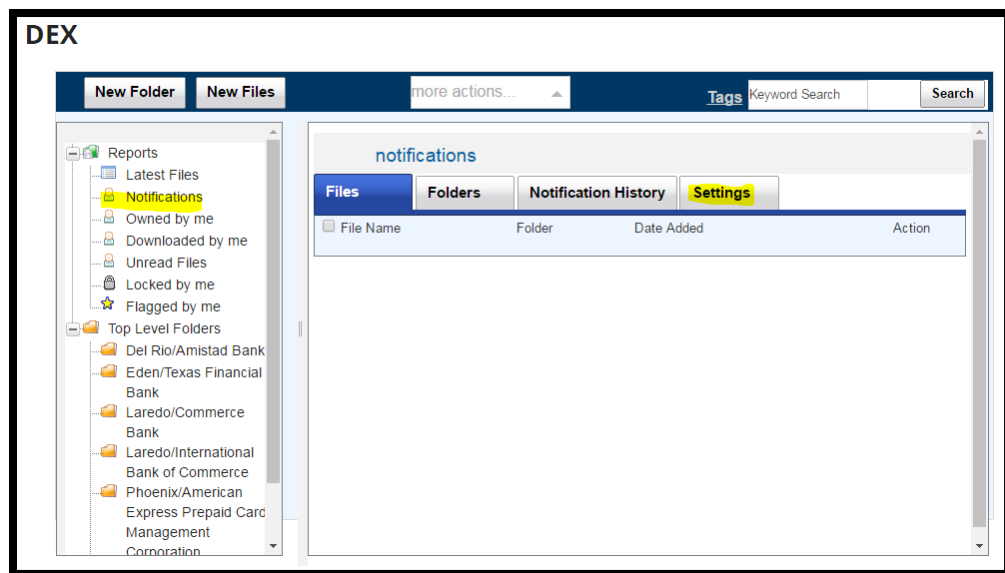 DEX
New Folder New Files more actions... Tags Keyword Search Search
Reports
Latest Files
Notifications
Owned by me
Downloaded by me
Unread Files
Locked by me
Flagged by me
Top Level Folders
Del Rio/Amistad Bank
Eden/Texas Financial
Bank
Laredo/Commerce
Bank
Laredo/International
Bank of Commerce
Phoenix/American
Express Prepaid Card
Management
Corporation
notifications
Files Folders Notification History Settings
File Name Folder Date Added Action